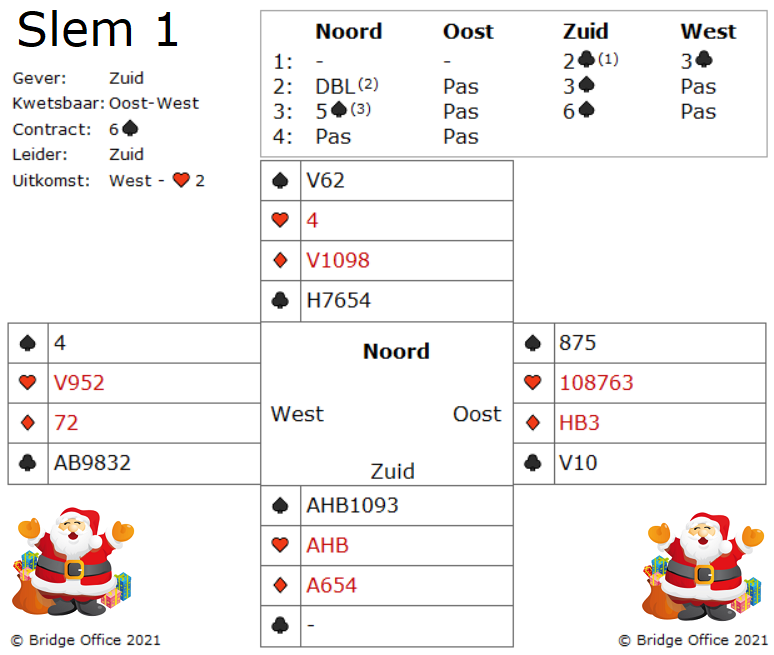 Slem 1
Gever: Zuid
Kwetsbaar: Oost-West
Contract: 6♠
Leider: Zuid
Uitkomst: West - ♥ 2
Noord Oost Zuid West
1: - - 2♣(1) 3♣
2: DBL(2) Pas 3♠ Pas
3: 5♠(3) Pas 6♠ Pas
4: Pas Pas
♠ V62
♥ 4
♦ V1098
♣ H7654
♠ 4
♥ V952
♦ 72
♣ AB9832
Noord
West Oost
Zuid
♠ 875
♥ 108763
♦ HB3
♣ V10
♠ AHB1093
♥ AHB
♦ A654
♣ -
© Bridge Office 2021
© Bridge Office 2021